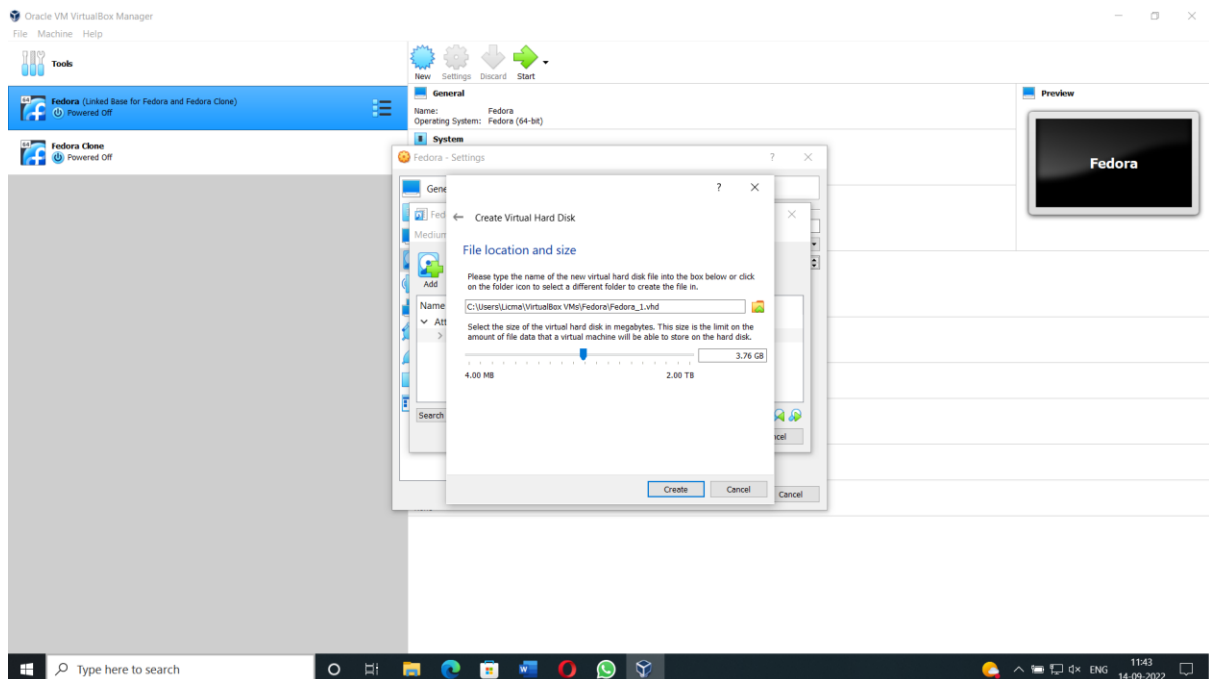 Oracle VM VirtualBox Manager
File Machine Help
Tools
New Settings Discard Start
64
Fedora (Linked Base for Fedora and Fedora Clone)
Powered Off
64
Fedora Clone
Powered Off
General
Name: Fedora
Operating System: Fedora (64-bit)
System
Preview
Fedora
Fedora - Settings
? ×
Gene
Fed
Medium
Add
Name
Att
Search
ncel
Cancel
? ×
← Create Virtual Hard Disk
File location and size
Please type the name of the new virtual hard disk file into the box below or click
on the folder icon to select a different folder to create the file in.
C:\Users\Licma\VirtualBox VMs\Fedora\Fedora_1.vhd
Select the size of the virtual hard disk in megabytes. This size is the limit on the
amount of file data that a virtual machine will be able to store on the hard disk.
3.76 GB
4.00 MB 2.00 TB
Create Cancel
Type here to search
ENG
11:43
14-09-2022